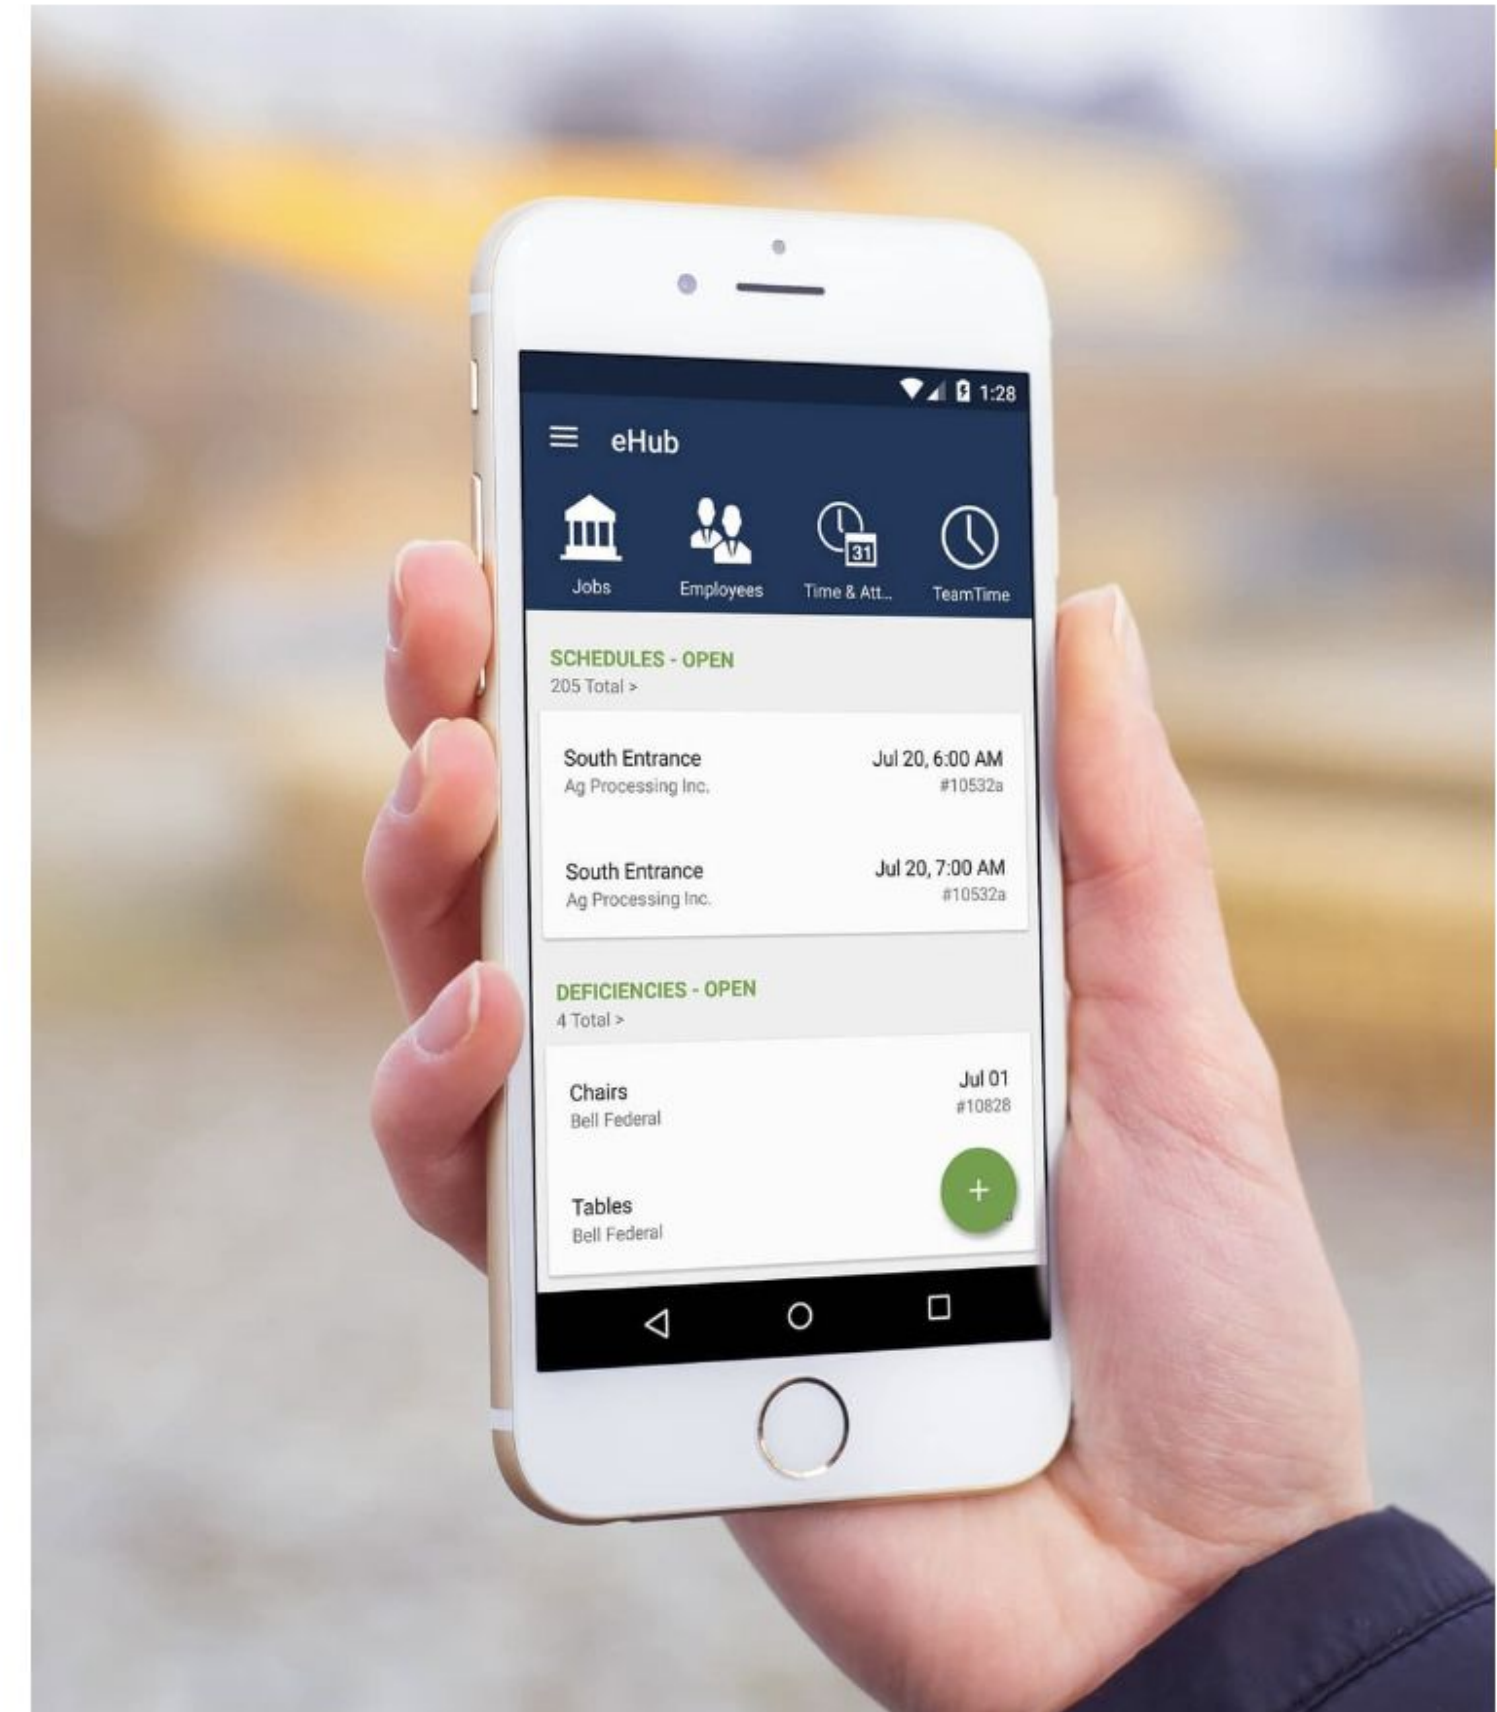 1:28
eHub
31
Jobs Employees Time & Att... TeamTime
SCHEDULES - OPEN
205 Total >
South Entrance Jul 20, 6:00 AM
Ag Processing Inc. #10532a
South Entrance Jul 20, 7:00 AM
Ag Processing Inc. #10532a
DEFICIENCIES - OPEN
4 Total >
Chairs Jul 01
Bell Federal #10828
+
Tables
Bell Federal